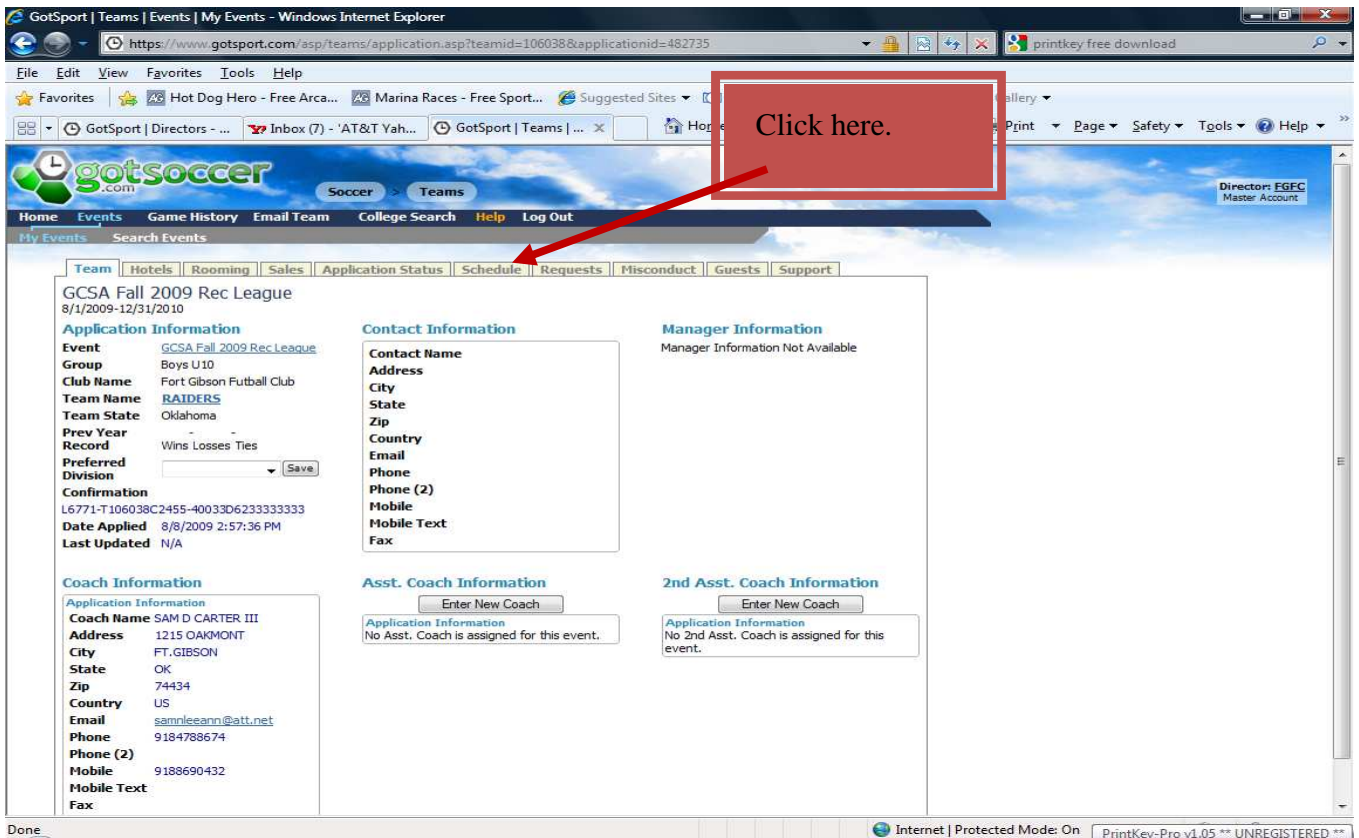 GotSport | Teams | Events | My Events - Windows Internet Explorer
https://www.gotsport.com/asp/teams/application.asp?teamid=106038&applicationid=482735
printkey free download
File Edit View Favorites Tools Help
Favorites Hot Dog Hero - Free Arca... Marina Races - Free Sport... Suggested Sites
GotSport | Directors - ... Inbox (7) - 'AT&T Yah... GotSport | Teams | ... Print Page Safety Tools Help
Click here.
gotsoccer
.com
Soccer > Teams
Director: FGFC
Master Account
Home Events Game History Email Team College Search Help Log Out
My Events Search Events
Team Hotels Rooming Sales Application Status Schedule Requests Misconduct Guests Support
GCSA Fall 2009 Rec League
8/1/2009-12/31/2010
Application Information
Event GCSA Fall 2009 Rec League
Group Boys U10
Club Name Fort Gibson Futball Club
Team Name RAIDERS
Team State Oklahoma
Prev Year - -
Record Wins Losses Ties
Preferred
Division Save
Confirmation
L6771-T106038C2455-40033D6233333333
Date Applied 8/8/2009 2:57:36 PM
Last Updated N/A
Contact Information
Contact Name
Address
City
State
Zip
Country
Email
Phone
Phone (2)
Mobile
Mobile Text
Fax
Manager Information
Manager Information Not Available
Coach Information
Application Information
Coach Name SAM D CARTER III
Address 1215 OAKMONT
City FT.GIBSON
State OK
Zip 74434
Country US
Email samnleeann@att.net
Phone 9184788674
Phone (2)
Mobile 9188690432
Mobile Text
Fax
Asst. Coach Information
Enter New Coach
Application Information
No Asst. Coach is assigned for this event.
2nd Asst. Coach Information
Enter New Coach
Application Information
No 2nd Asst. Coach is assigned for this
event.
Done
Internet | Protected Mode: On
PrintKey-Pro v1.05 ** UNREGISTERED **